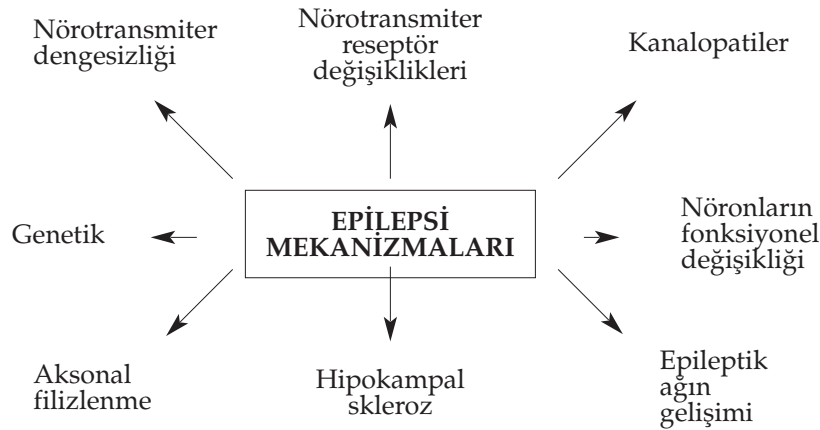 Nörotransmiter
dengesizliği
Nörotransmiter
reseptör
değişiklikleri
Kanalopatiler
Genetik
EPİLEPSİ
MEKANİZMALARI
Nöronların
fonksiyonel
değişikliği
Aksonal
filizlenme
Hipokampal
skleroz
Epileptik
ağın
gelişimi